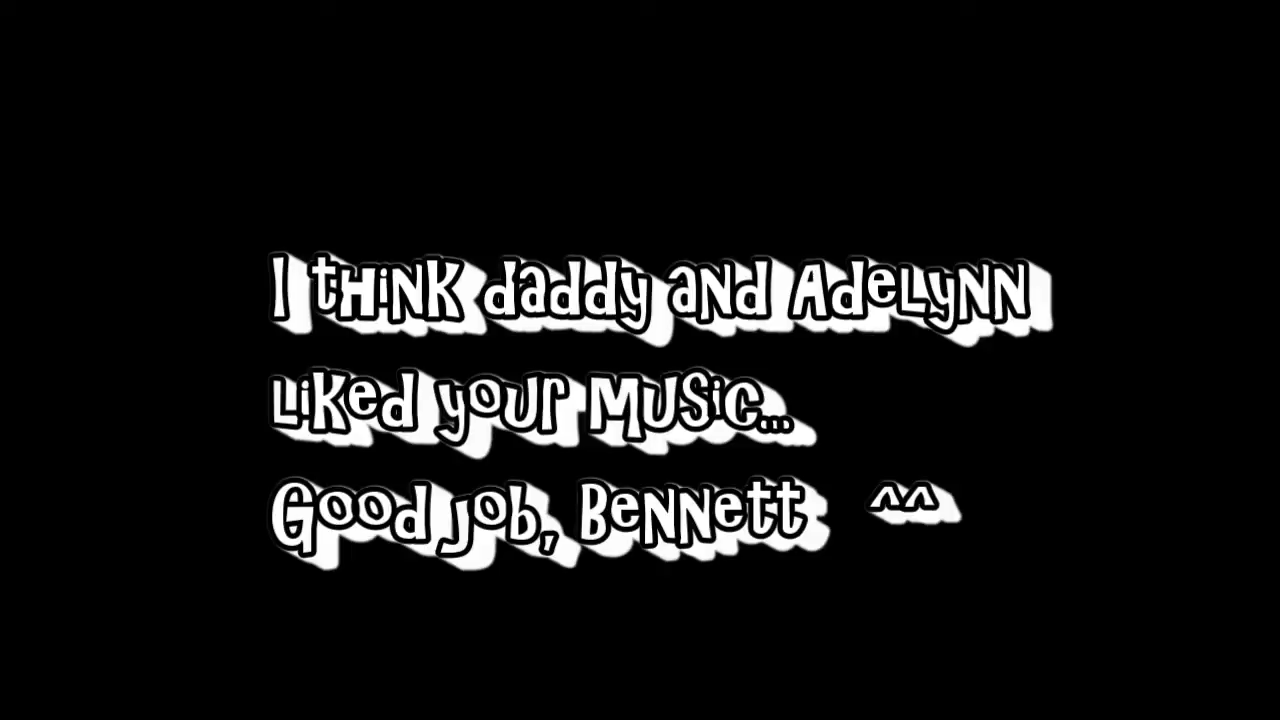 I think daddy and Adelynn
liked your music...
Good job, Bennett ^^